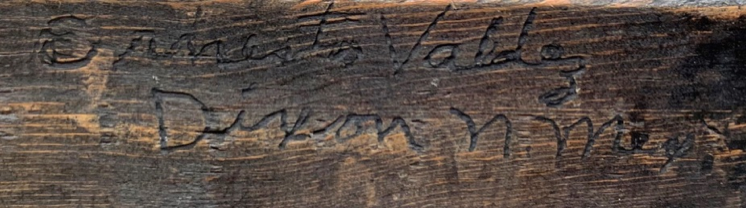 Ernesto Valdez
Dixon N. Mex.